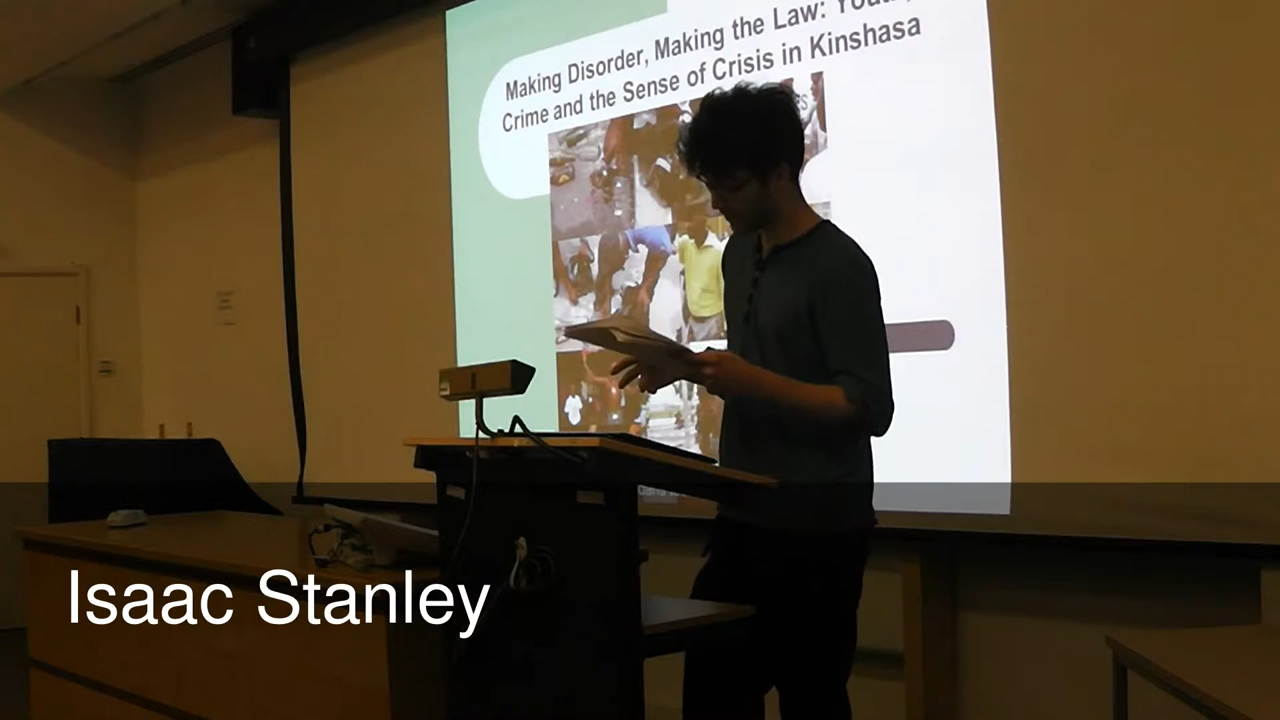 Making Disorder, Making the Law: Youth,
Crime and the Sense of Crisis in Kinshasa
Isaac Stanley